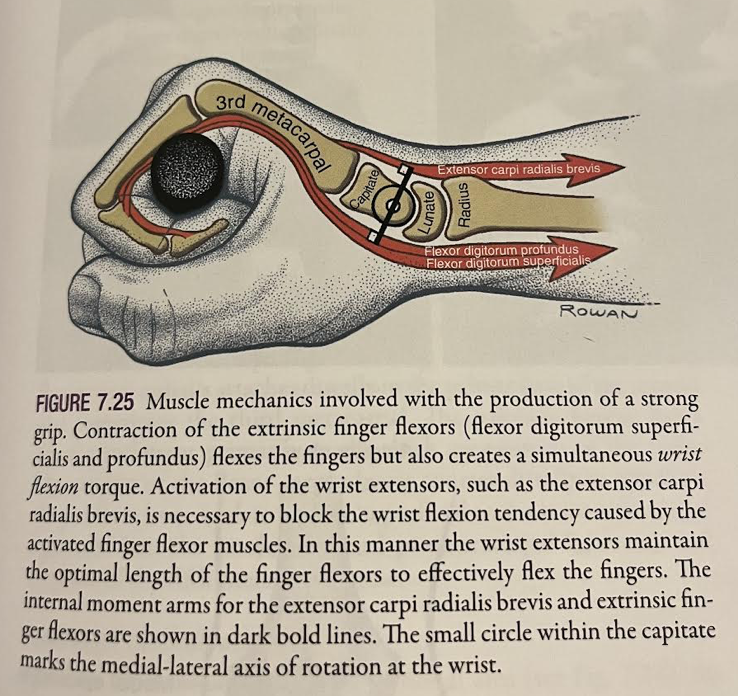 3rd metacarpal
Capitate
Lunate
Radius
Extensor carpi radialis brevis
Flexor digitorum profundus
Flexor digitorum superficialis
ROWAN
FIGURE 7.25 Muscle mechanics involved with the production of a strong
grip. Contraction of the extrinsic finger flexors (flexor digitorum superfi-
cialis and profundus) flexes the fingers but also creates a simultaneous wrist
flexion torque. Activation of the wrist extensors, such as the extensor carpi
radialis brevis, is necessary to block the wrist flexion tendency caused by the
activated finger flexor muscles. In this manner the wrist extensors maintain
the optimal length of the finger flexors to effectively flex the fingers. The
internal moment arms for the extensor carpi radialis brevis and extrinsic fin-
ger flexors are shown in dark bold lines. The small circle within the capitate
marks the medial-lateral axis of rotation at the wrist.